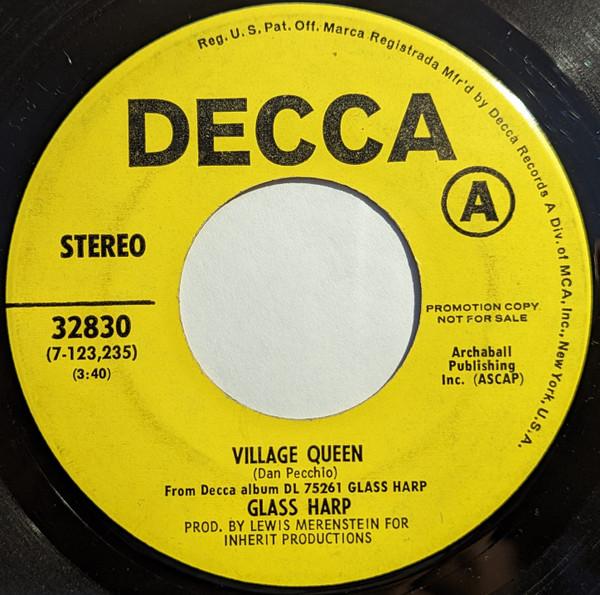 Reg. U.S. Pat. Off. Marca Registrada Mfr'd by Decca Records A Div. of MCA, Inc., New York, U.S.A.
DECCA
A
STEREO
32830
(7-123,235)
(3:40)
PROMOTION COPY
NOT FOR SALE
Archaball
Publishing
Inc. (ASCAP)
VILLAGE QUEEN
(Dan Pecchio)
From Decca album DL 75261 GLASS HARP
GLASS HARP
PROD. BY LEWIS MERENSTEIN FOR
INHERIT PRODUCTIONS